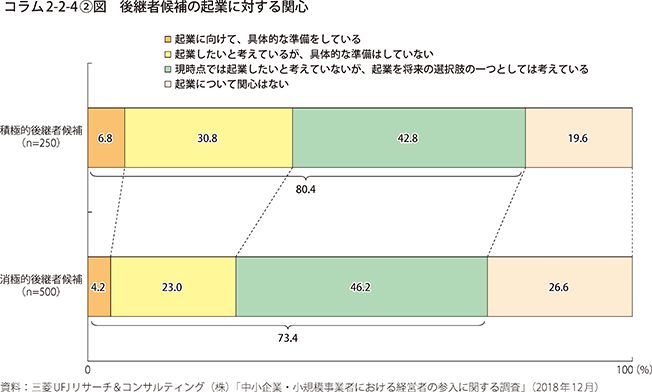 コラム2-2-4②図　後継者候補の起業に対する関心
起業に向けて、具体的な準備をしている
起業したいと考えているが、具体的な準備はしていない
現時点では起業したいと考えていないが、起業を将来の選択肢の一つとしては考えている
起業について関心はない
積極的後継者候補
(n=250)
6.8 30.8 42.8 19.6
80.4
消極的後継者候補
(n=500)
4.2 23.0 46.2 26.6
73.4
0 100 (%)
資料：三菱UFJリサーチ＆コンサルティング（株）「中小企業・小規模事業者における経営者の参入に関する調査」（2018年12月）